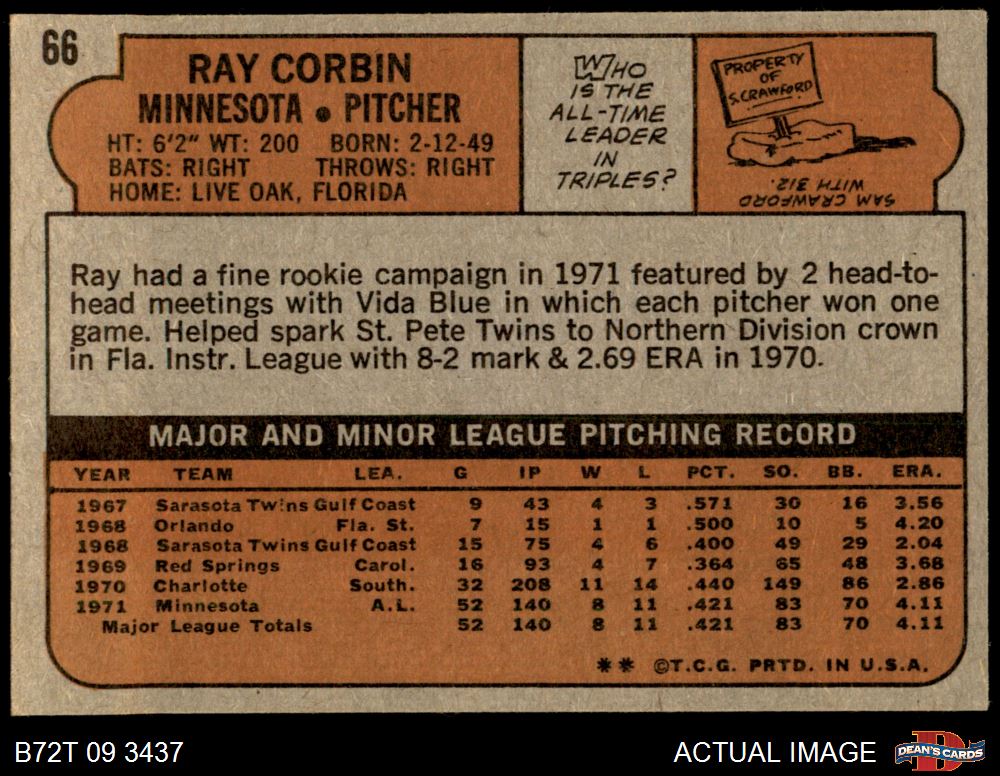 66
RAY CORBIN
MINNESOTA • PITCHER
HT: 6'2" WT: 200 BORN: 2-12-49
BATS: RIGHT THROWS: RIGHT
HOME: LIVE OAK, FLORIDA
WHO
IS THE
ALL-TIME
LEADER
IN
TRIPLES?
PROPERTY
OF
S.CRAWFORD
SAM CRAWFORD
WITH 312.
Ray had a fine rookie campaign in 1971 featured by 2 head-to-
head meetings with Vida Blue in which each pitcher won one
game. Helped spark St. Pete Twins to Northern Division crown
in Fla. Instr. League with 8-2 mark & 2.69 ERA in 1970.
MAJOR AND MINOR LEAGUE PITCHING RECORD
YEAR TEAM LEA. G IP W L PCT. SO. BB. ERA.
1967 Sarasota Twins Gulf Coast 9 43 4 3 .571 30 16 3.56
1968 Orlando Fla. St. 7 15 1 1 .500 10 5 4.20
1968 Sarasota Twins Gulf Coast 15 75 4 6 .400 49 29 2.04
1969 Red Springs Carol. 16 93 4 7 .364 65 48 3.68
1970 Charlotte South. 32 208 11 14 .440 149 86 2.86
1971 Minnesota A.L. 52 140 8 11 .421 83 70 4.11
Major League Totals 52 140 8 11 .421 83 70 4.11
** ©T.C.G. PRTD. IN U.S.A.
B72T 09 3437
ACTUAL IMAGE
DEAN'S CARDS